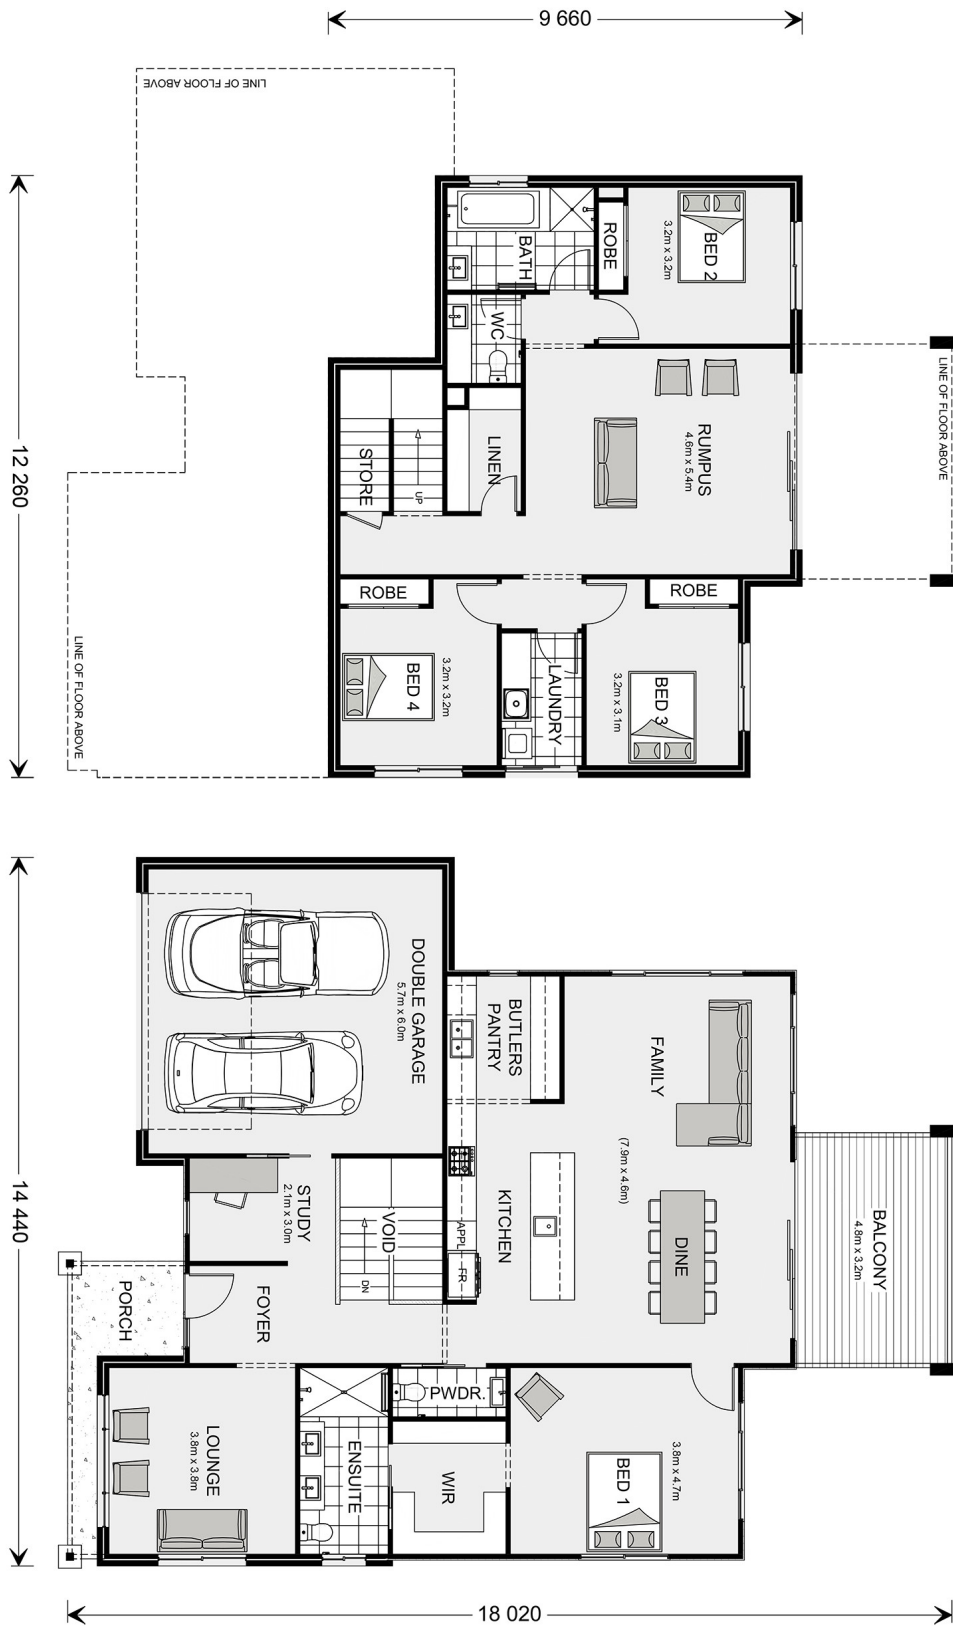 9 660
LINE OF FLOOR ABOVE
BATH
ROBE
BED 2
3.2m x 3.2m
WC
LINE OF FLOOR ABOVE
12 260
STORE
UP
LINEN
RUMPUS
4.6m x 5.4m
ROBE
ROBE
LINE OF FLOOR ABOVE
BED 4
3.2m x 3.2m
LAUNDRY
BED 3
3.2m x 3.1m
DOUBLE GARAGE
5.7m x 6.0m
BUTLERS
PANTRY
FAMILY
(7.9m x 4.6m)
14 440
STUDY
2.1m x 3.0m
VOID
DN
KITCHEN
APPL
FR
DINE
BALCONY
4.8m x 3.2m
PORCH
FOYER
PWDR.
LOUNGE
3.8m x 3.8m
ENSUITE
WIR
BED 1
3.8m x 4.7m
18 020